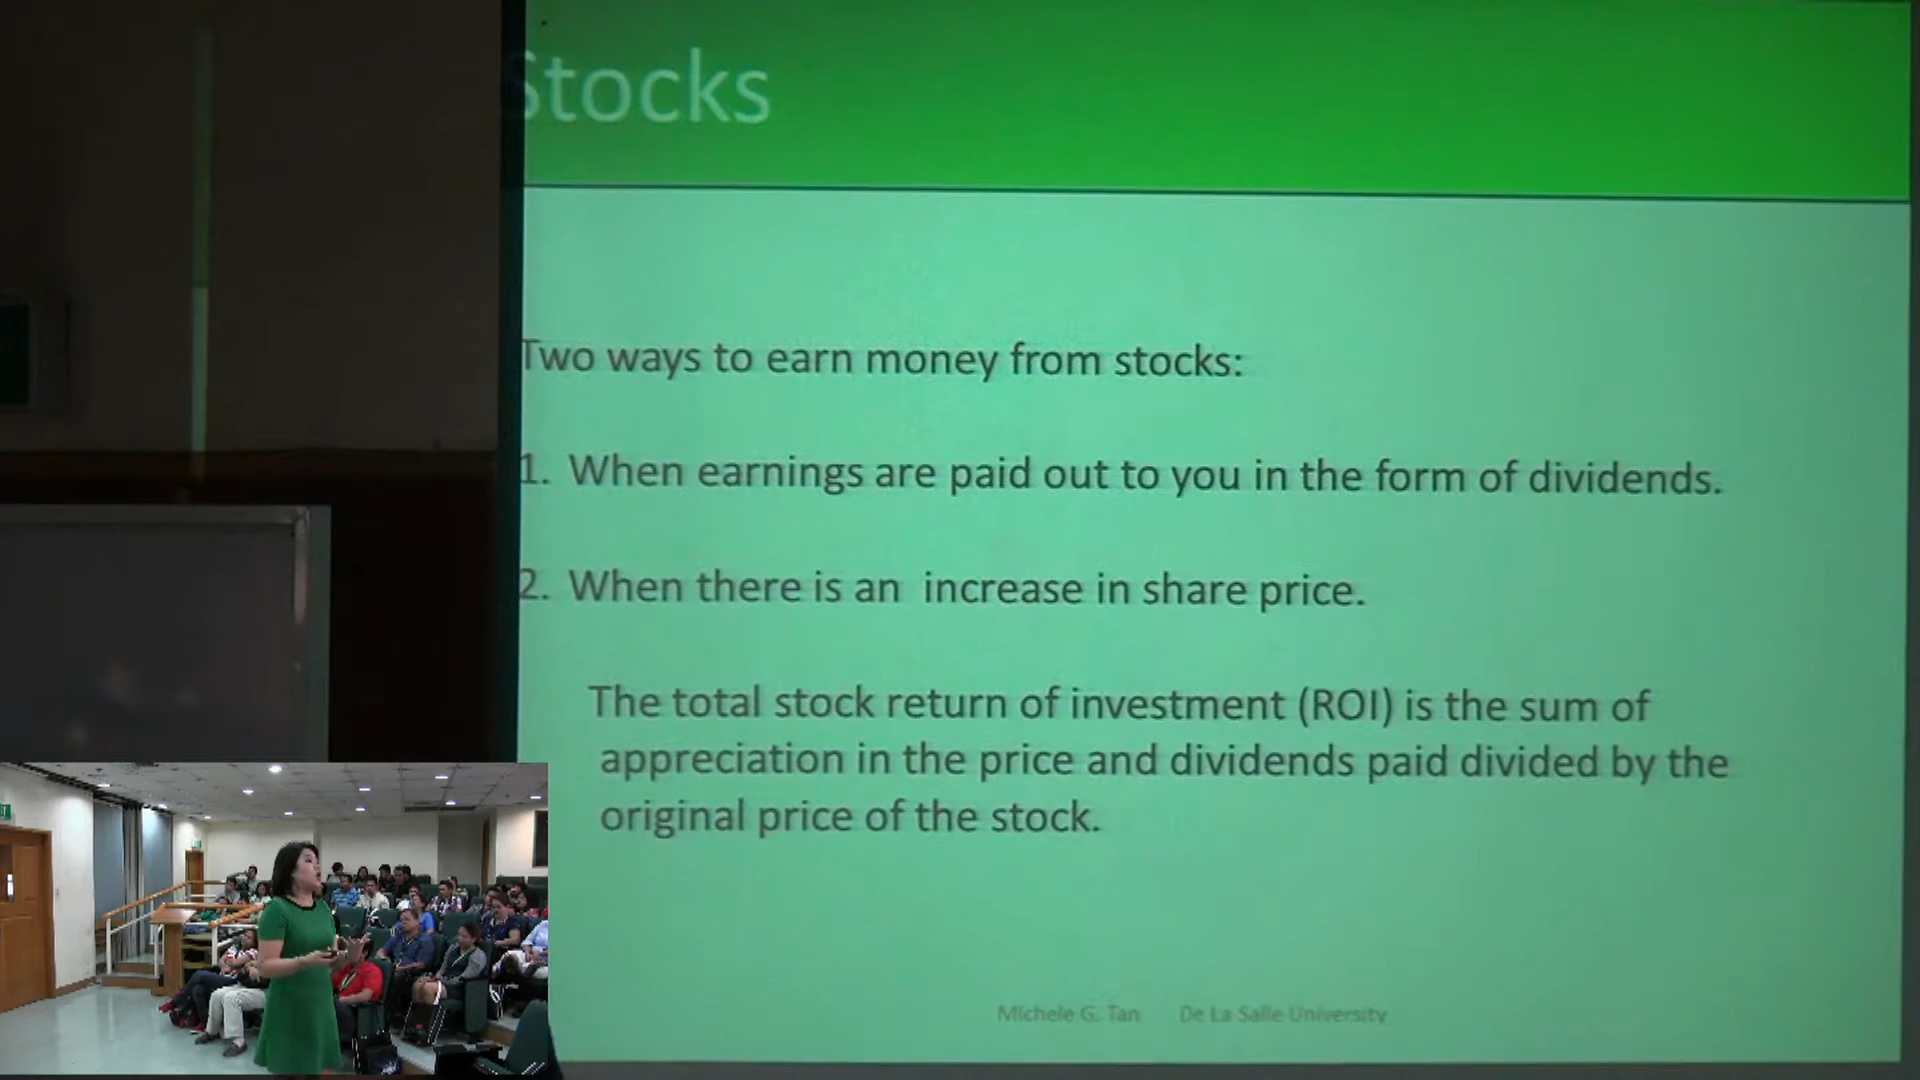 Stocks
Two ways to earn money from stocks:
1. When earnings are paid out to you in the form of dividends.
2. When there is an increase in share price.
The total stock return of investment (ROI) is the sum of
appreciation in the price and dividends paid divided by the
original price of the stock.
Michele G. Tan De La Salle University